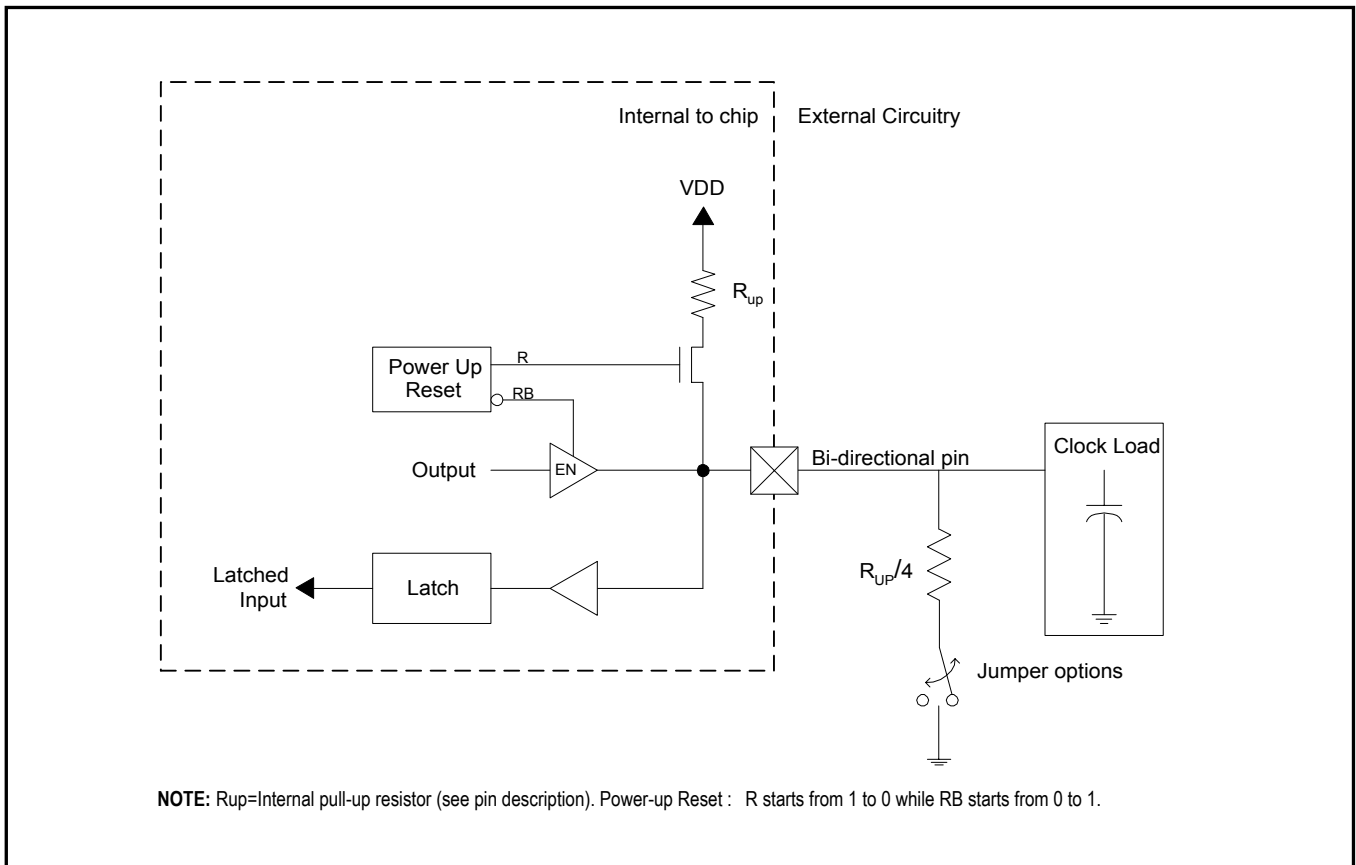 Internal to chip
External Circuitry
VDD
Rup
Power Up
Reset
R
RB
Output
EN
Bi-directional pin
Clock Load
RUP/4
Latched
Input
Latch
Jumper options
NOTE: Rup=Internal pull-up resistor (see pin description). Power-up Reset : R starts from 1 to 0 while RB starts from 0 to 1.